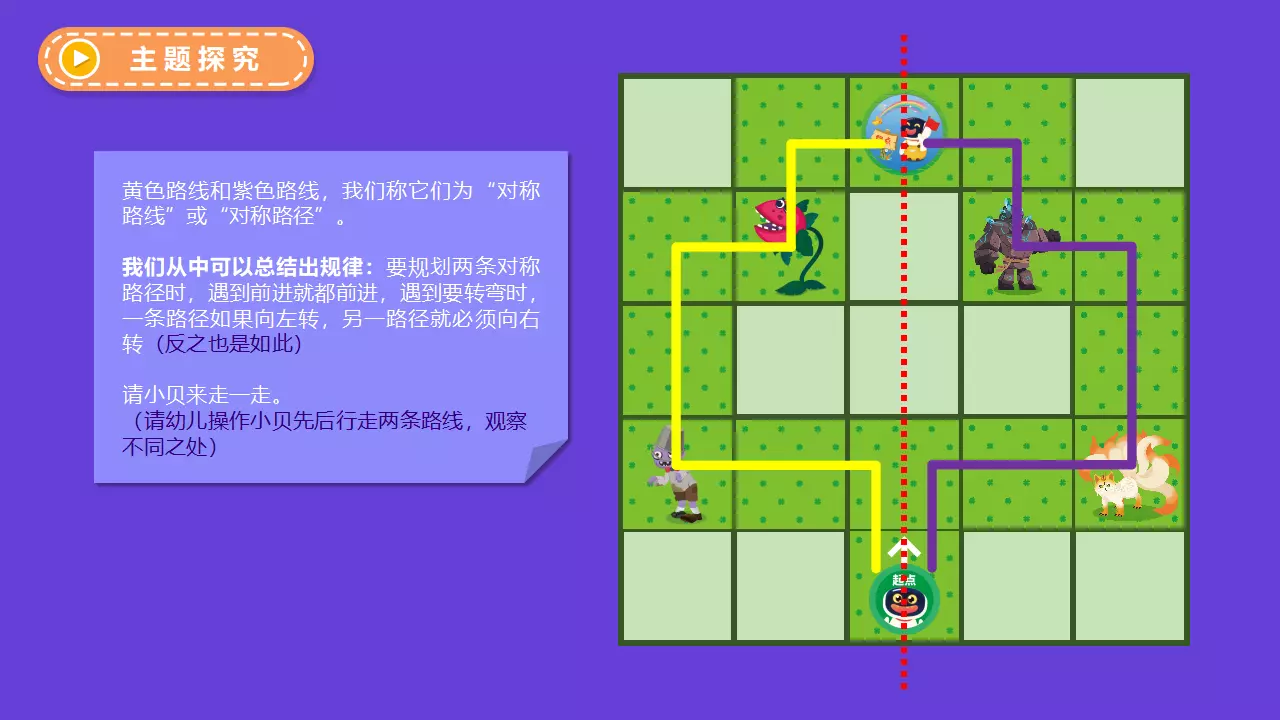 主题探究
黄色路线和紫色路线，我们称它们为“对称
路线”或“对称路径”。
我们从中可以总结出规律：要规划两条对称
路径时，遇到前进就都前进，遇到要转弯时，
一条路径如果向左转，另一路径就必须向右
转（反之也是如此）
请小贝来走一走。
（请幼儿操作小贝先后行走两条路线，观察
不同之处）
起点